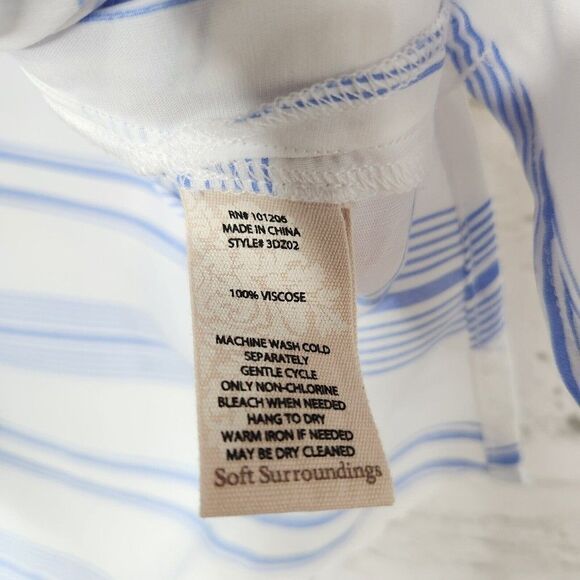 RN# 101206
MADE IN CHINA
STYLE# 3DZ02
100% VISCOSE
MACHINE WASH COLD
SEPARATELY
GENTLE CYCLE
ONLY NON-CHLORINE
BLEACH WHEN NEEDED
HANG TO DRY
WARM IRON IF NEEDED
MAY BE DRY CLEANED
Soft Surroundings